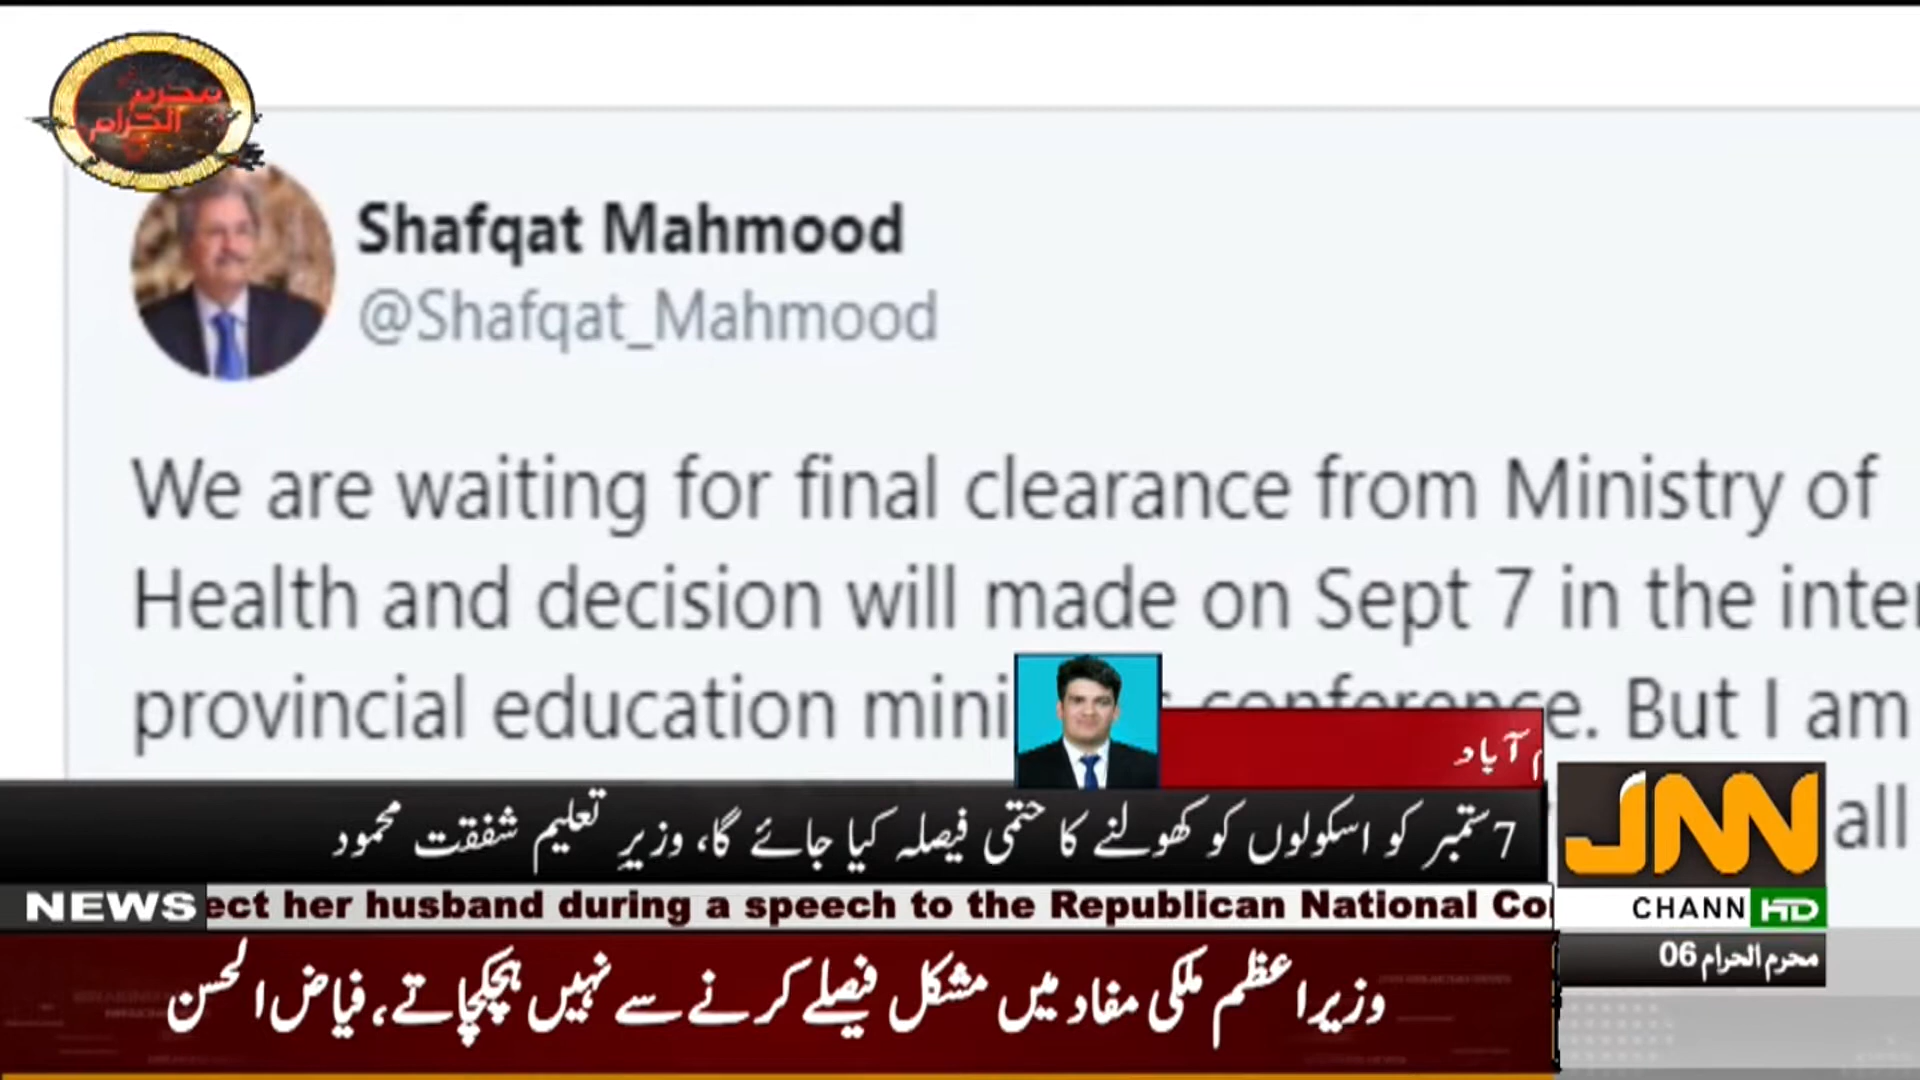 محرم
الحرام
Shafqat Mahmood
@Shafqat_Mahmood
We are waiting for final clearance from Ministry of
Health and decision will made on Sept 7 in the inter
provincial education mini conference. But I am
all
م آباد
7 ستمبر کو اسکولوں کو کھولنے کا حتمی فیصلہ کیا جائے گا، وزیرِ تعلیم شفقت محمود
JNN
CHANN HD
NEWS ect her husband during a speech to the Republican National Co
محرم الحرام 06
وزیراعظم ملکی مفاد میں مشکل فیصلے کرنے سے نہیں ہچکچاتے، فیاض الحسن